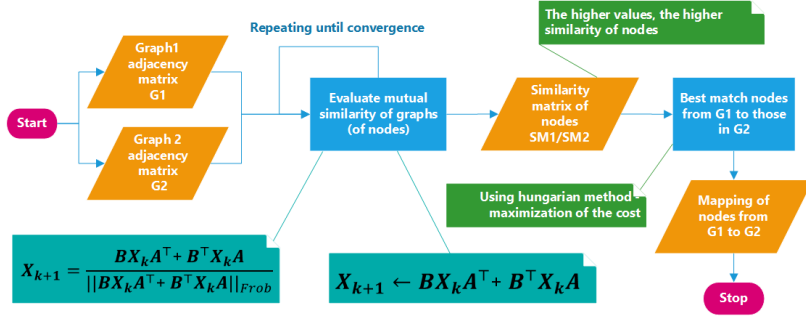 Start
Graph1
adjacency
matrix
G1
Graph 2
adjacency
matrix
G2
Repeating until convergence
Evaluate mutual
similarity of graphs
(of nodes)
The higher values, the higher
similarity of nodes
Similarity
matrix of
nodes
SM1/SM2
Best match nodes
from G1 to those
in G2
Using hungarian method -
maximization of the cost
Mapping of
nodes from
G1 to G2
Stop
X_{k+1} = \frac{BX_kA^⊤+ B^⊤X_kA}{||BX_kA^⊤+ B^⊤X_kA||_{Frob}}
X_{k+1} ← BX_kA^⊤+ B^⊤X_kA